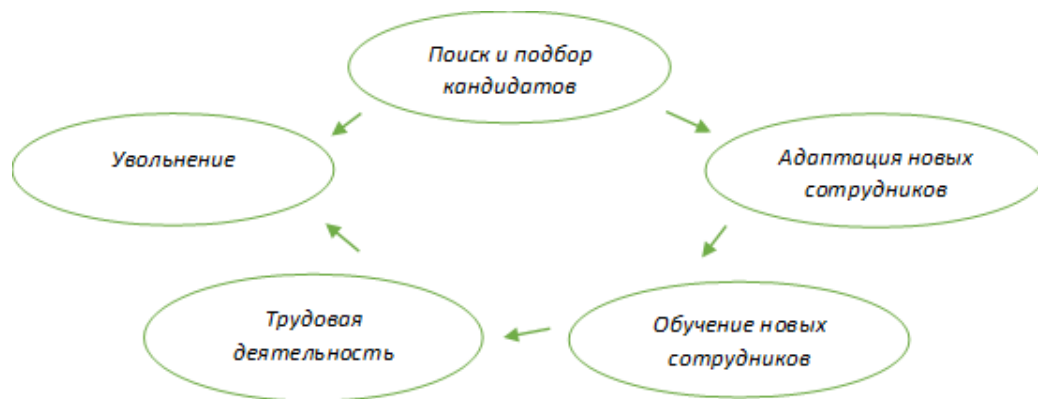 Поиск и подбор
кандидатов
Увольнение
Адаптация новых
сотрудников
Трудовая
деятельность
Обучение новых
сотрудников